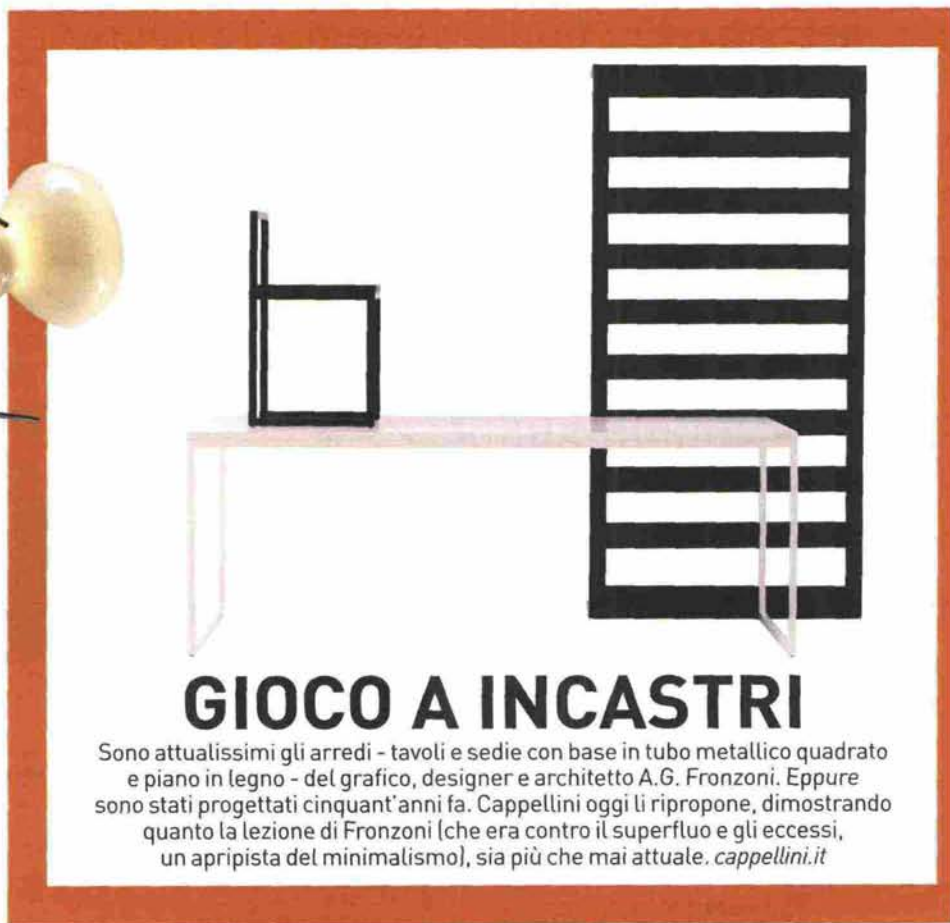 GIOCO A INCASTRI
Sono attualissimi gli arredi - tavoli e sedie con base in tubo metallico quadrato
e piano in legno - del grafico, designer e architetto A.G. Fronzoni. Eppure
sono stati progettati cinquant'anni fa. Cappellini oggi li ripropone, dimostrando
quanto la lezione di Fronzoni (che era contro il superfluo e gli eccessi,
un apripista del minimalismo), sia più che mai attuale. cappellini.it